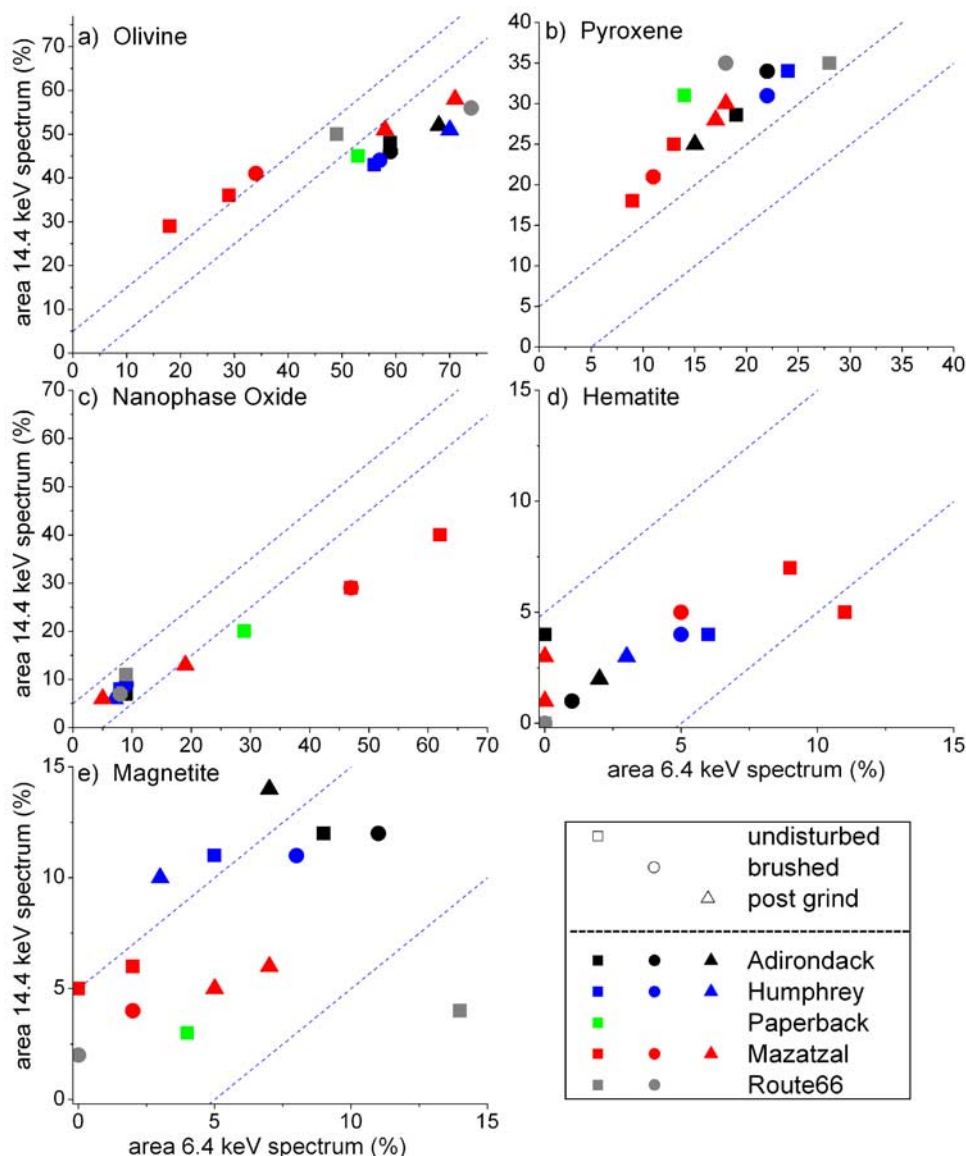 a) Olivine
area 14.4 keV spectrum (%)
70
60
50
40
30
20
10
0
0 10 20 30 40 50 60 70
b) Pyroxene
40
35
30
25
20
15
10
5
0
0 5 10 15 20 25 30 35 40
c) Nanophase Oxide
area 14.4 keV spectrum (%)
70
60
50
40
30
20
10
0
0 10 20 30 40 50 60 70
d) Hematite
15
10
5
0
0 5 10 15
area 6.4 keV spectrum (%)
e) Magnetite
area 14.4 keV spectrum (%)
15
10
5
0
0 5 10 15
area 6.4 keV spectrum (%)
undisturbed
brushed
post grind
Adirondack
Humphrey
Paperback
Mazatzal
Route66